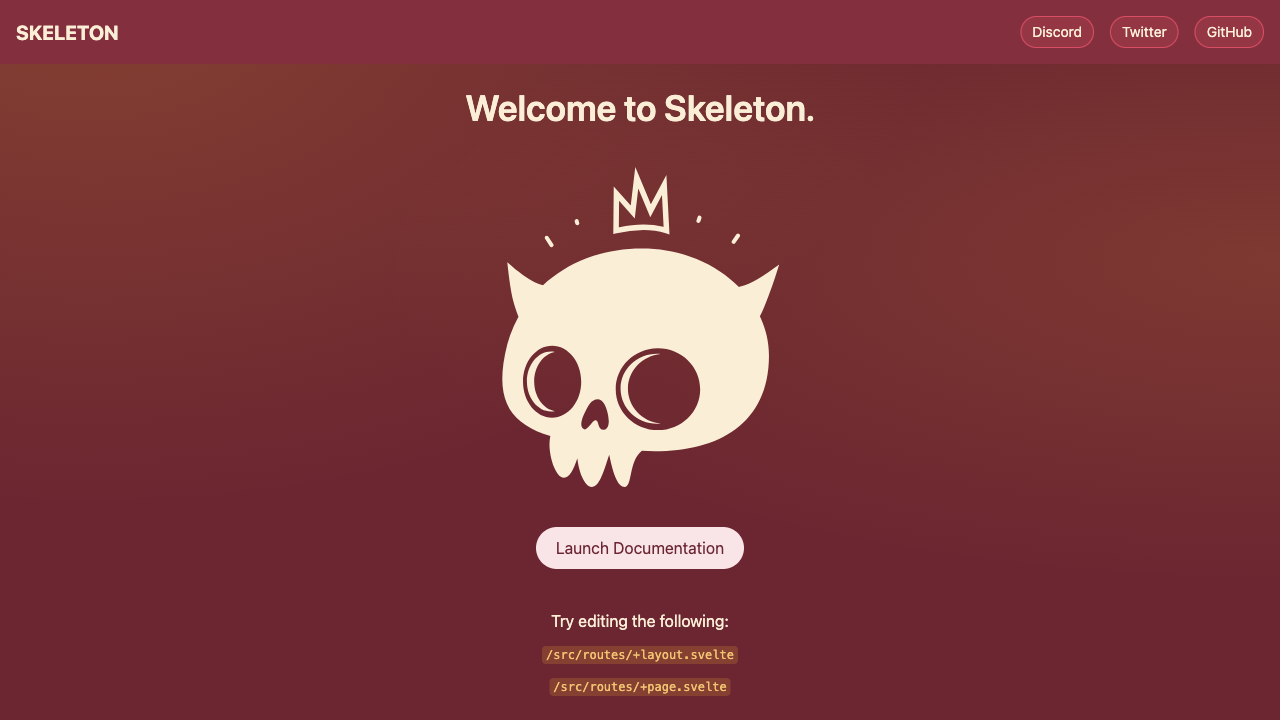 SKELETON
Discord
Twitter
GitHub
Welcome to Skeleton.
Launch Documentation
Try editing the following:
/src/routes/+layout.svelte
/src/routes/+page.svelte